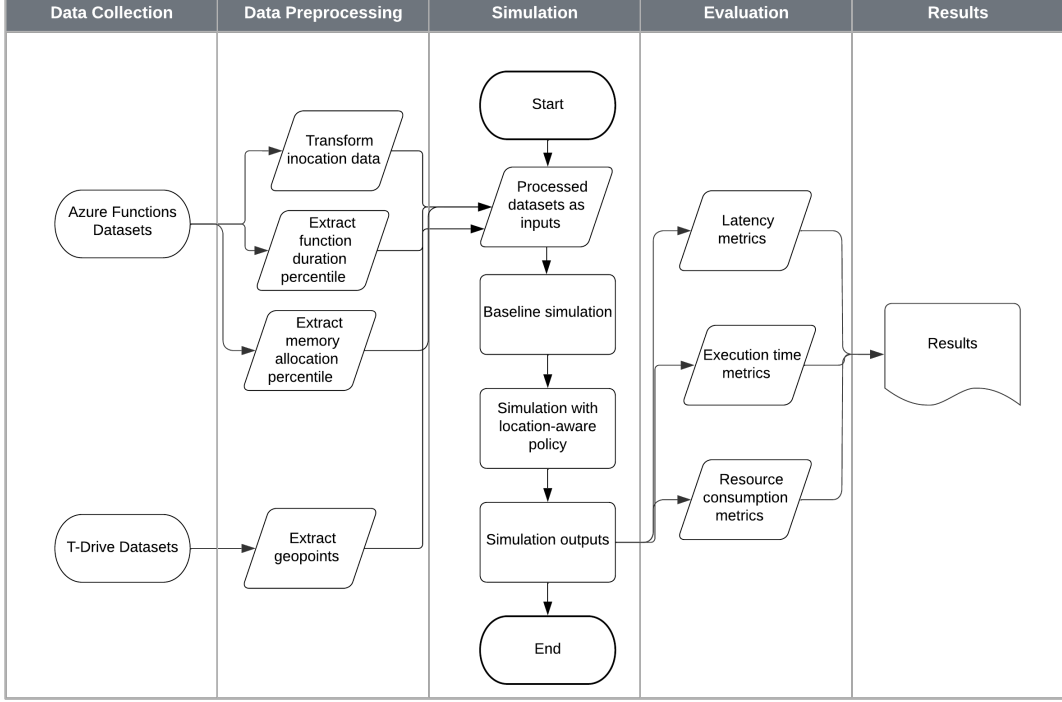 Data Collection
Data Preprocessing
Simulation
Evaluation
Results
Azure Functions
Datasets
T-Drive Datasets
Transform
inocation data
Extract
function
duration
percentile
Extract
memory
allocation
percentile
Extract
geopoints
Start
Processed
datasets as
inputs
Baseline simulation
Simulation with
location-aware
policy
Simulation outputs
End
Latency
metrics
Execution time
metrics
Resource
consumption
metrics
Results